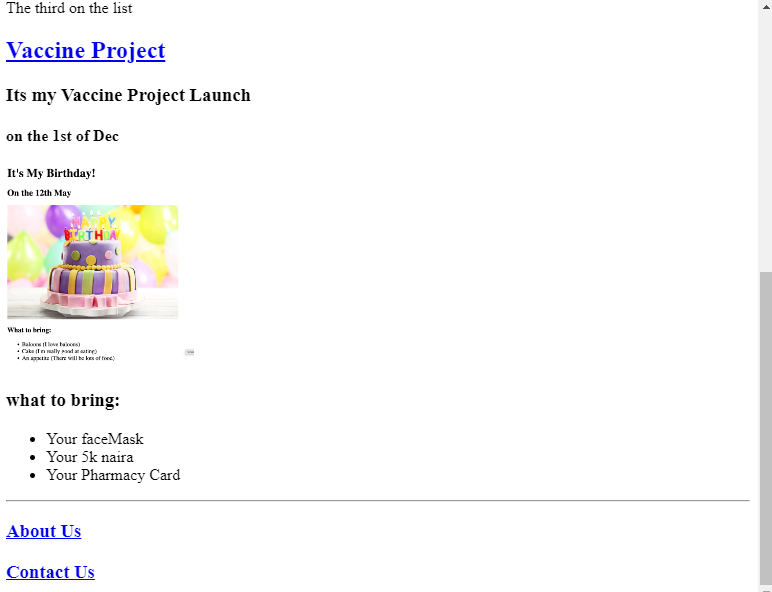 The third on the list
Vaccine Project
Its my Vaccine Project Launch
on the 1st of Dec
It's My Birthday!
On the 12th May
HAPPY
BIRTHDAY
What to bring:
Baloons (I love baloons)
Cake (I'm really good at eating)
An appetite (There will be lots of food)
what to bring:
Your faceMask
Your 5k naira
Your Pharmacy Card
About Us
Contact Us